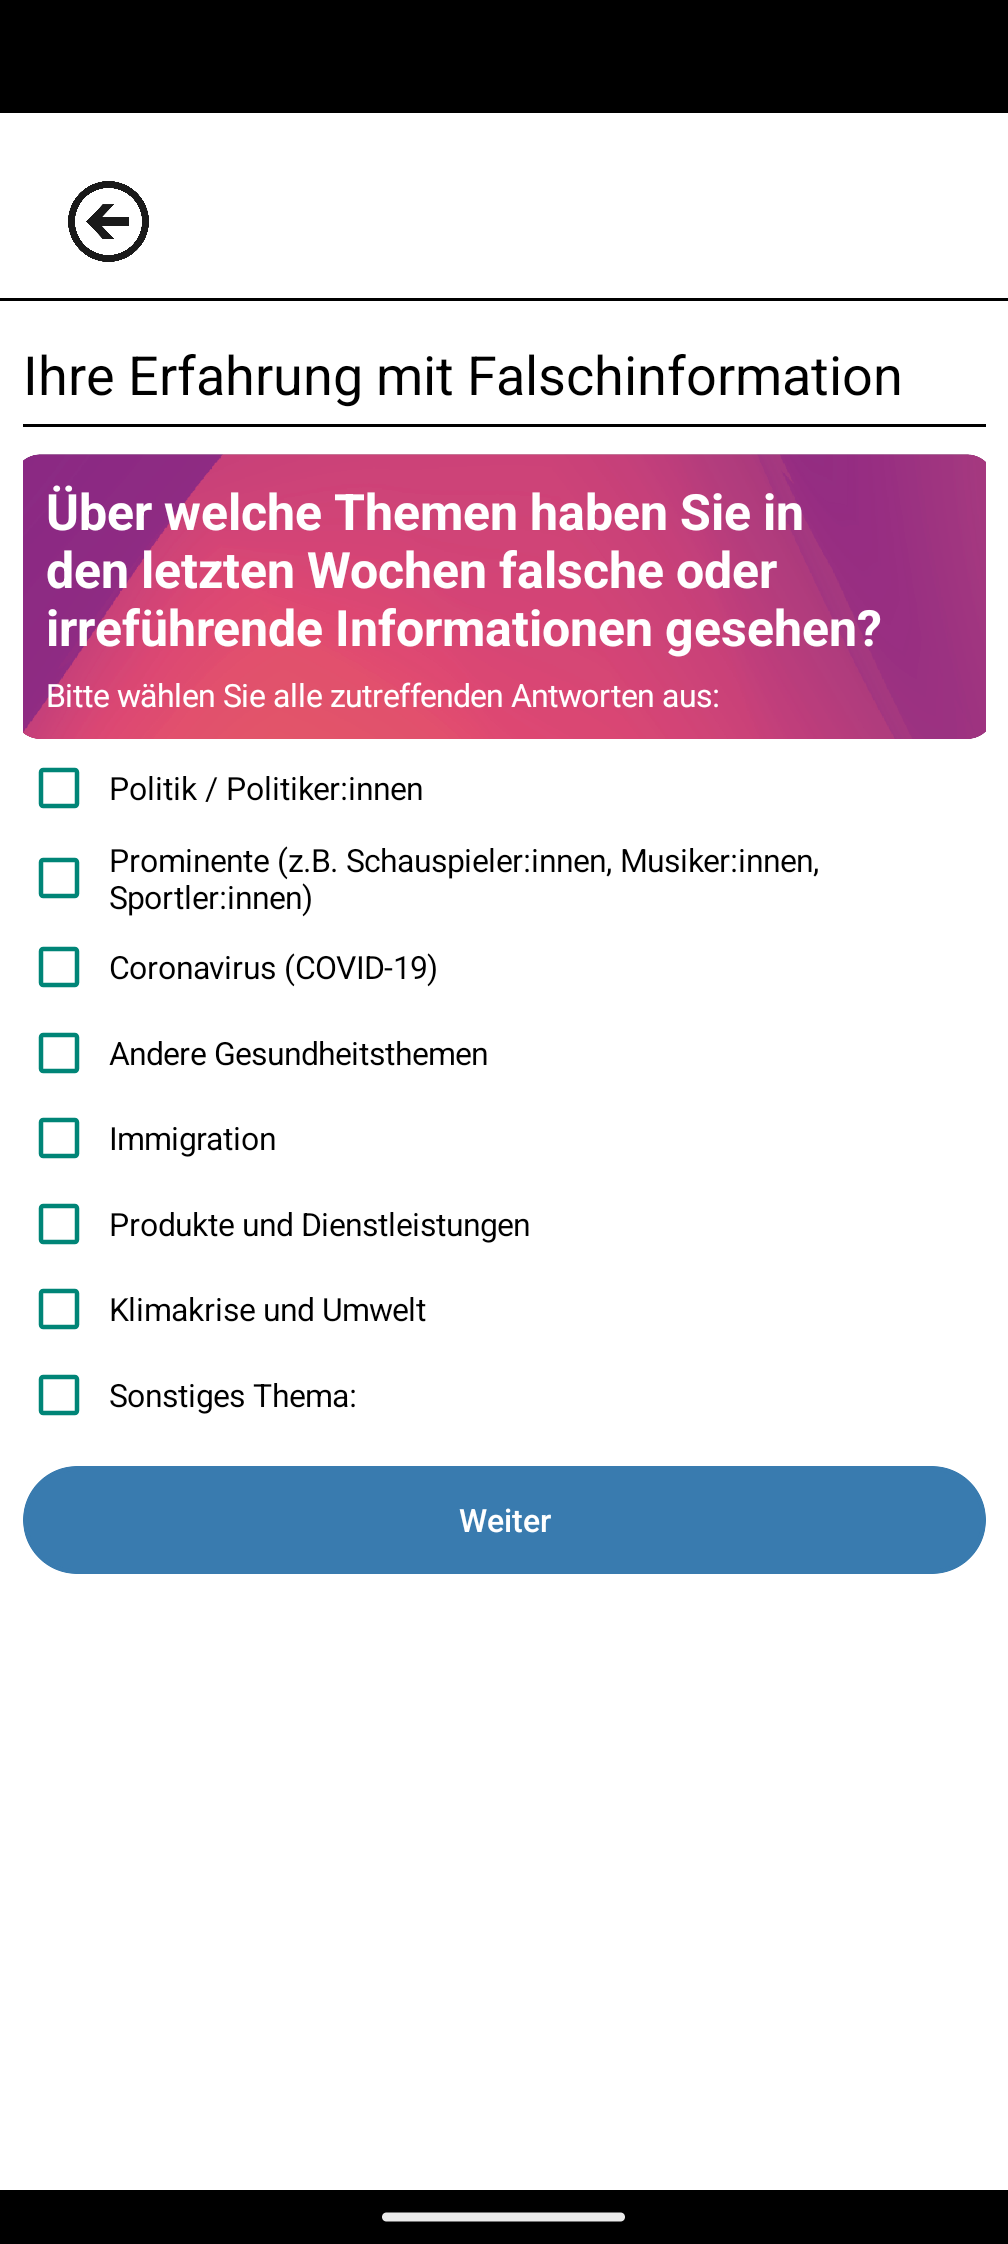 Ihre Erfahrung mit Falschinformation
Über welche Themen haben Sie in
den letzten Wochen falsche oder
irreführende Informationen gesehen?
Bitte wählen Sie alle zutreffenden Antworten aus:
Politik / Politiker:innen
Prominente (z.B. Schauspieler:innen, Musiker:innen,
Sportler:innen)
Coronavirus (COVID-19)
Andere Gesundheitsthemen
Immigration
Produkte und Dienstleistungen
Klimakrise und Umwelt
Sonstiges Thema:
Weiter